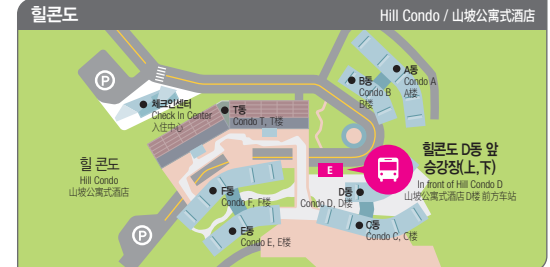 힐콘도
Hill Condo / 山坡公寓式酒店
P
A동
Condo A
A楼
B동
Condo B
B楼
체크인센터
Check In Center
入住中心
T동
Condo T, T楼
힐 콘도
Hill Condo
山坡公寓式酒店
E
힐콘도 D동 앞
승강장(上,下)
In front of Hill Condo D
山坡公寓式酒店 D楼 前方车站
F동
Condo F, F楼
D동
Condo D, D楼
P
E동
Condo E, E楼
C동
Condo C, C楼